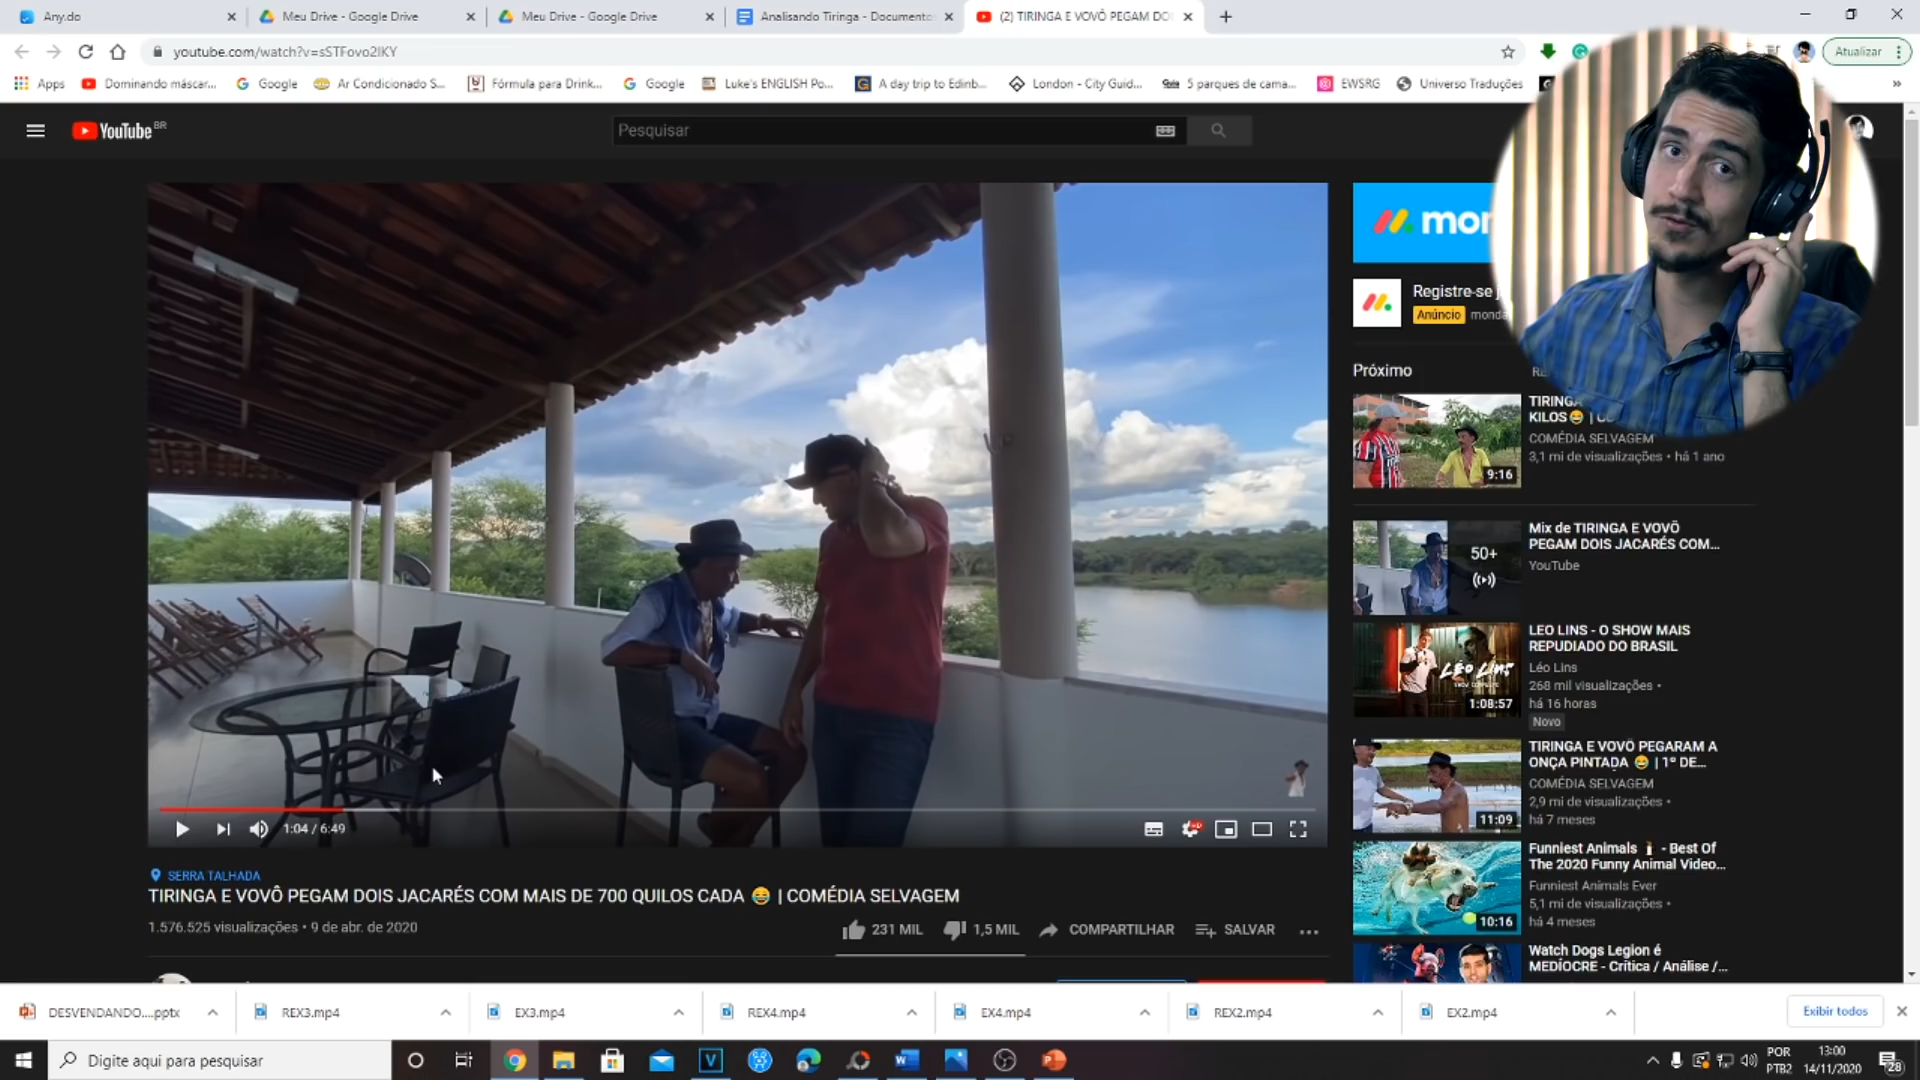 Any.do
Meu Drive - Google Drive
Meu Drive - Google Drive
Analisando Tiringa - Documento
(2) TIRINGA E VOVÔ PEGAM DO
youtube.com/watch?v=sSTFovo2IKY
Atualizar
Apps
Dominando máscar...
Google
Ar Condicionado S...
Fórmula para Drink...
Google
Luke's ENGLISH Po...
A day trip to Edinb...
London - City Guid...
5 parques de cama...
EWSRG
Universo Traduções
YouTube BR
Pesquisar
mon
Registre-se j
Anúncio monda
Próximo
TIRINGA
KILOS😂 | C
COMÉDIA SELVAGEM
3,1 mi de visualizações • há 1 ano
9:16
Mix de TIRINGA E VOVÔ
PEGAM DOIS JACARÉS COM...
YouTube
50+
LEO LINS - O SHOW MAIS
REPUDIADO DO BRASIL
Léo Lins
268 mil visualizações •
há 16 horas
Novo
LÉO LINS
1:08:57
TIRINGA E VOVÔ PEGARAM A
ONÇA PINTADA 😂 | 1º DE...
COMÉDIA SELVAGEM
2,9 mi de visualizações •
há 7 meses
11:09
Funniest Animals - Best Of
The 2020 Funny Animal Video...
Funniest Animals Ever
5,1 mi de visualizações •
há 4 meses
10:16
Watch Dogs Legion é
MEDÍOCRE - Crítica / Análise /...
1:04 / 6:49
HD
SERRA TALHADA
TIRINGA E VOVÔ PEGAM DOIS JACARÉS COM MAIS DE 700 QUILOS CADA 😂 | COMÉDIA SELVAGEM
1.576.525 visualizações • 9 de abr. de 2020
231 MIL
1,5 MIL
COMPARTILHAR
SALVAR
DESVENDANDO....pptx
REX3.mp4
EX3.mp4
REX4.mp4
EX4.mp4
REX2.mp4
EX2.mp4
Exibir todos
Digite aqui para pesquisar
POR
PTB2
13:00
14/11/2020
28